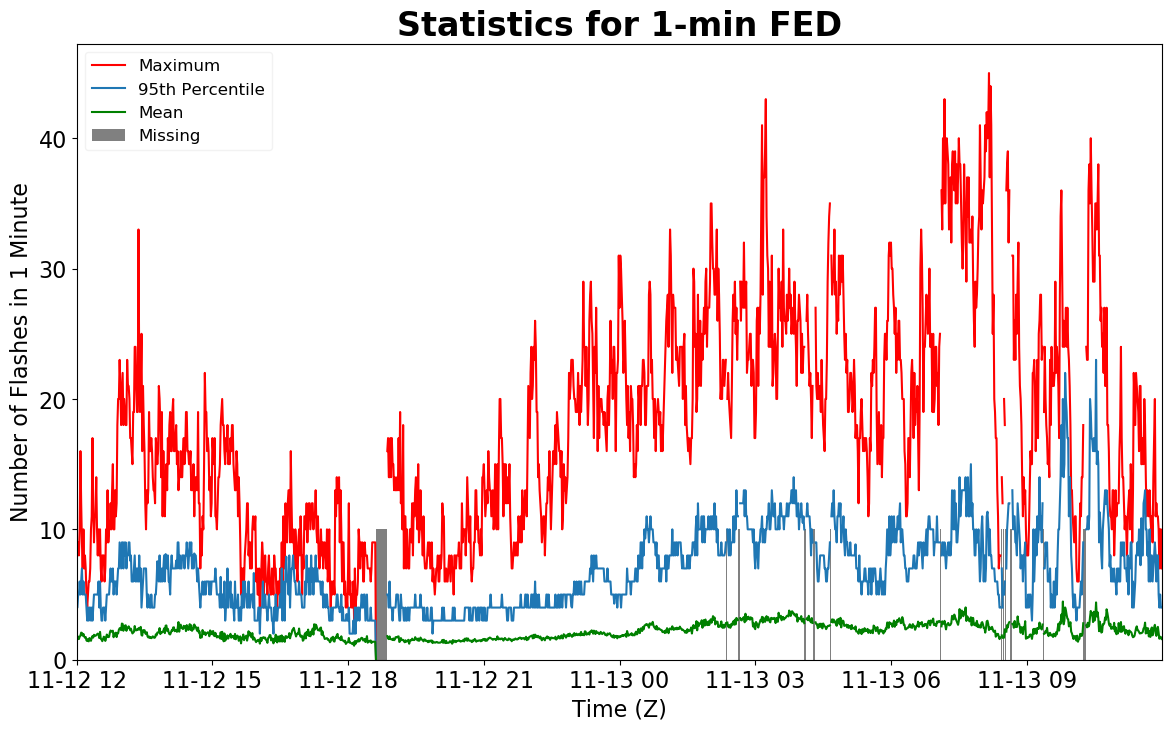 Statistics for 1-min FED
Maximum
95th Percentile
Mean
Missing
Number of Flashes in 1 Minute
40
30
20
10
0
11-12 12 11-12 15 11-12 18 11-12 21 11-13 00 11-13 03 11-13 06 11-13 09
Time (Z)